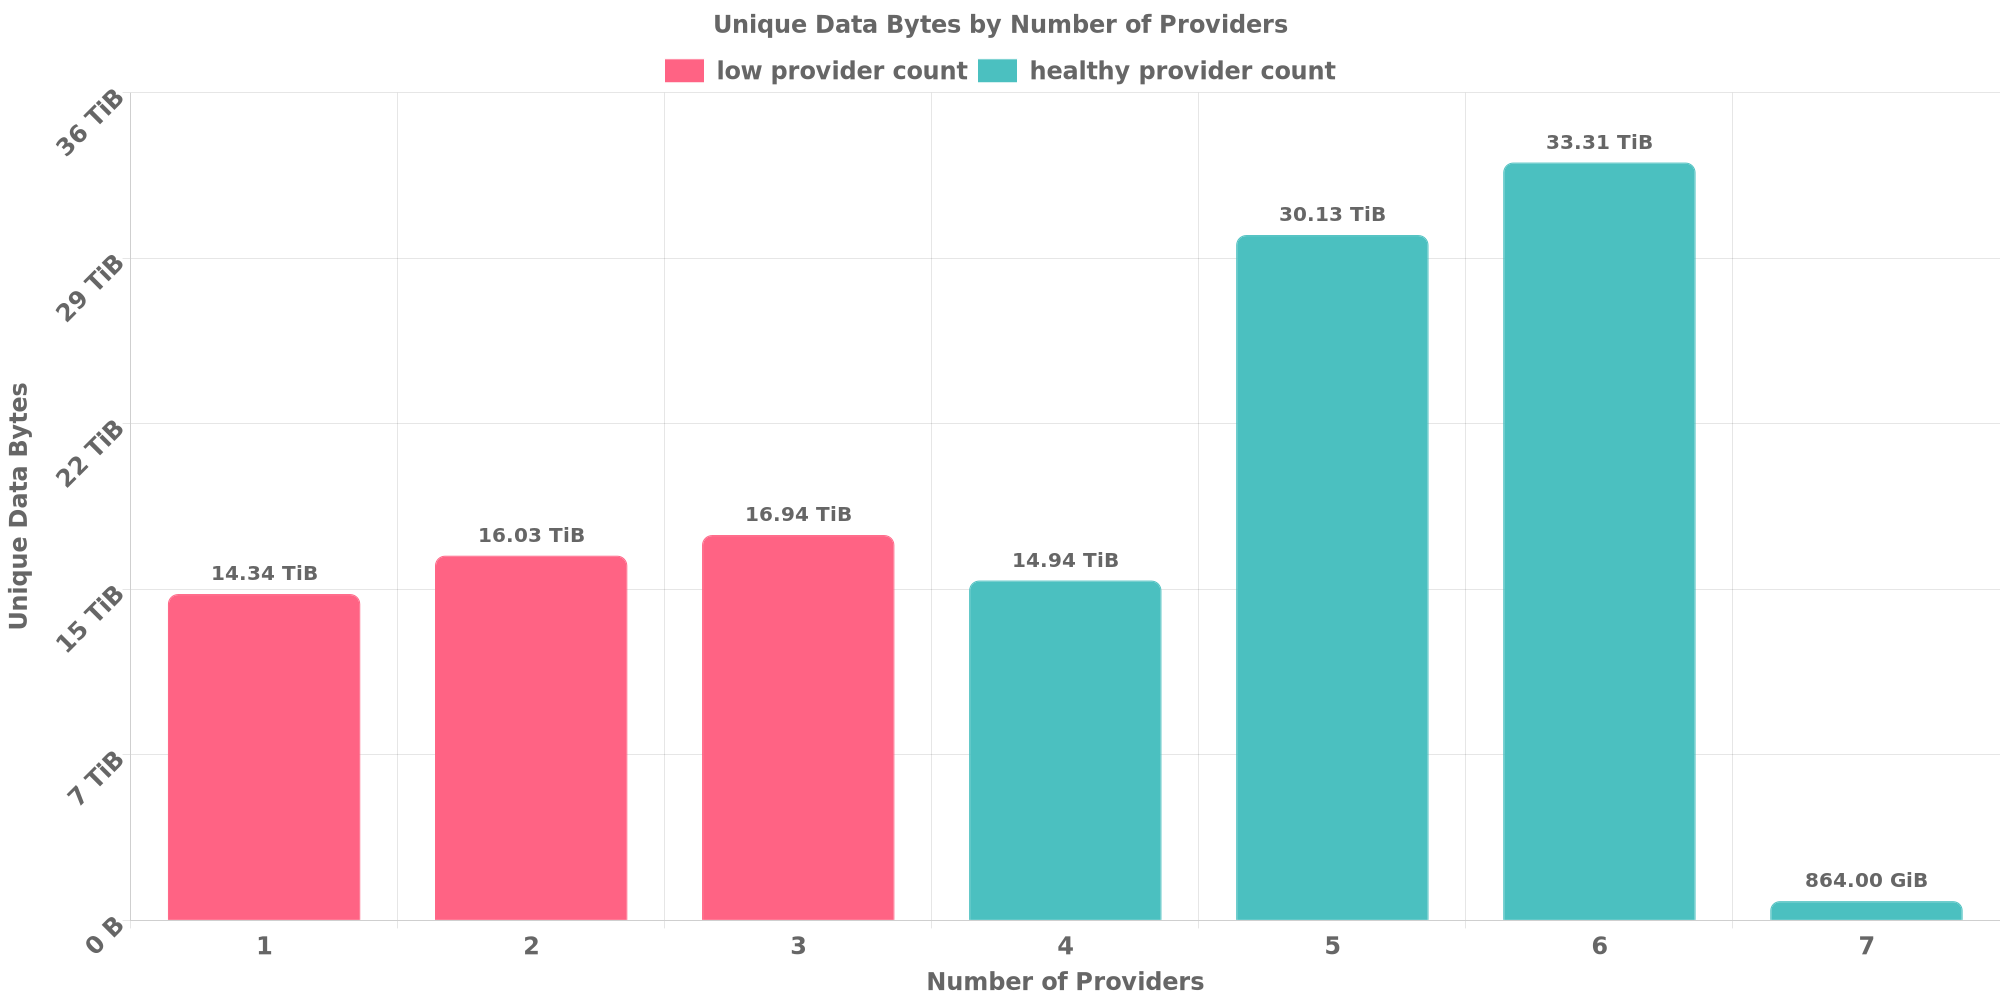 Unique Data Bytes by Number of Providers
low provider count
healthy provider count
36 TiB
29 TiB
22 TiB
15 TiB
7 TiB
0 B
Unique Data Bytes
14.34 TiB
16.03 TiB
16.94 TiB
14.94 TiB
30.13 TiB
33.31 TiB
864.00 GiB
1
2
3
4
5
6
7
Number of Providers